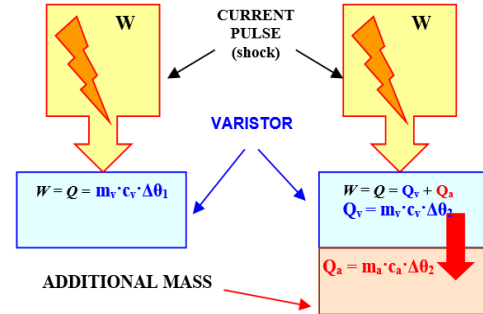 W
CURRENT
PULSE
(shock)
W
VARISTOR
W = Q = mᵥ·cᵥ·Δθ₁
W = Q = Qᵥ + Qₐ
Qᵥ = mᵥ·cᵥ·Δθ₂
Qₐ = mₐ·cₐ·Δθ₂
ADDITIONAL MASS